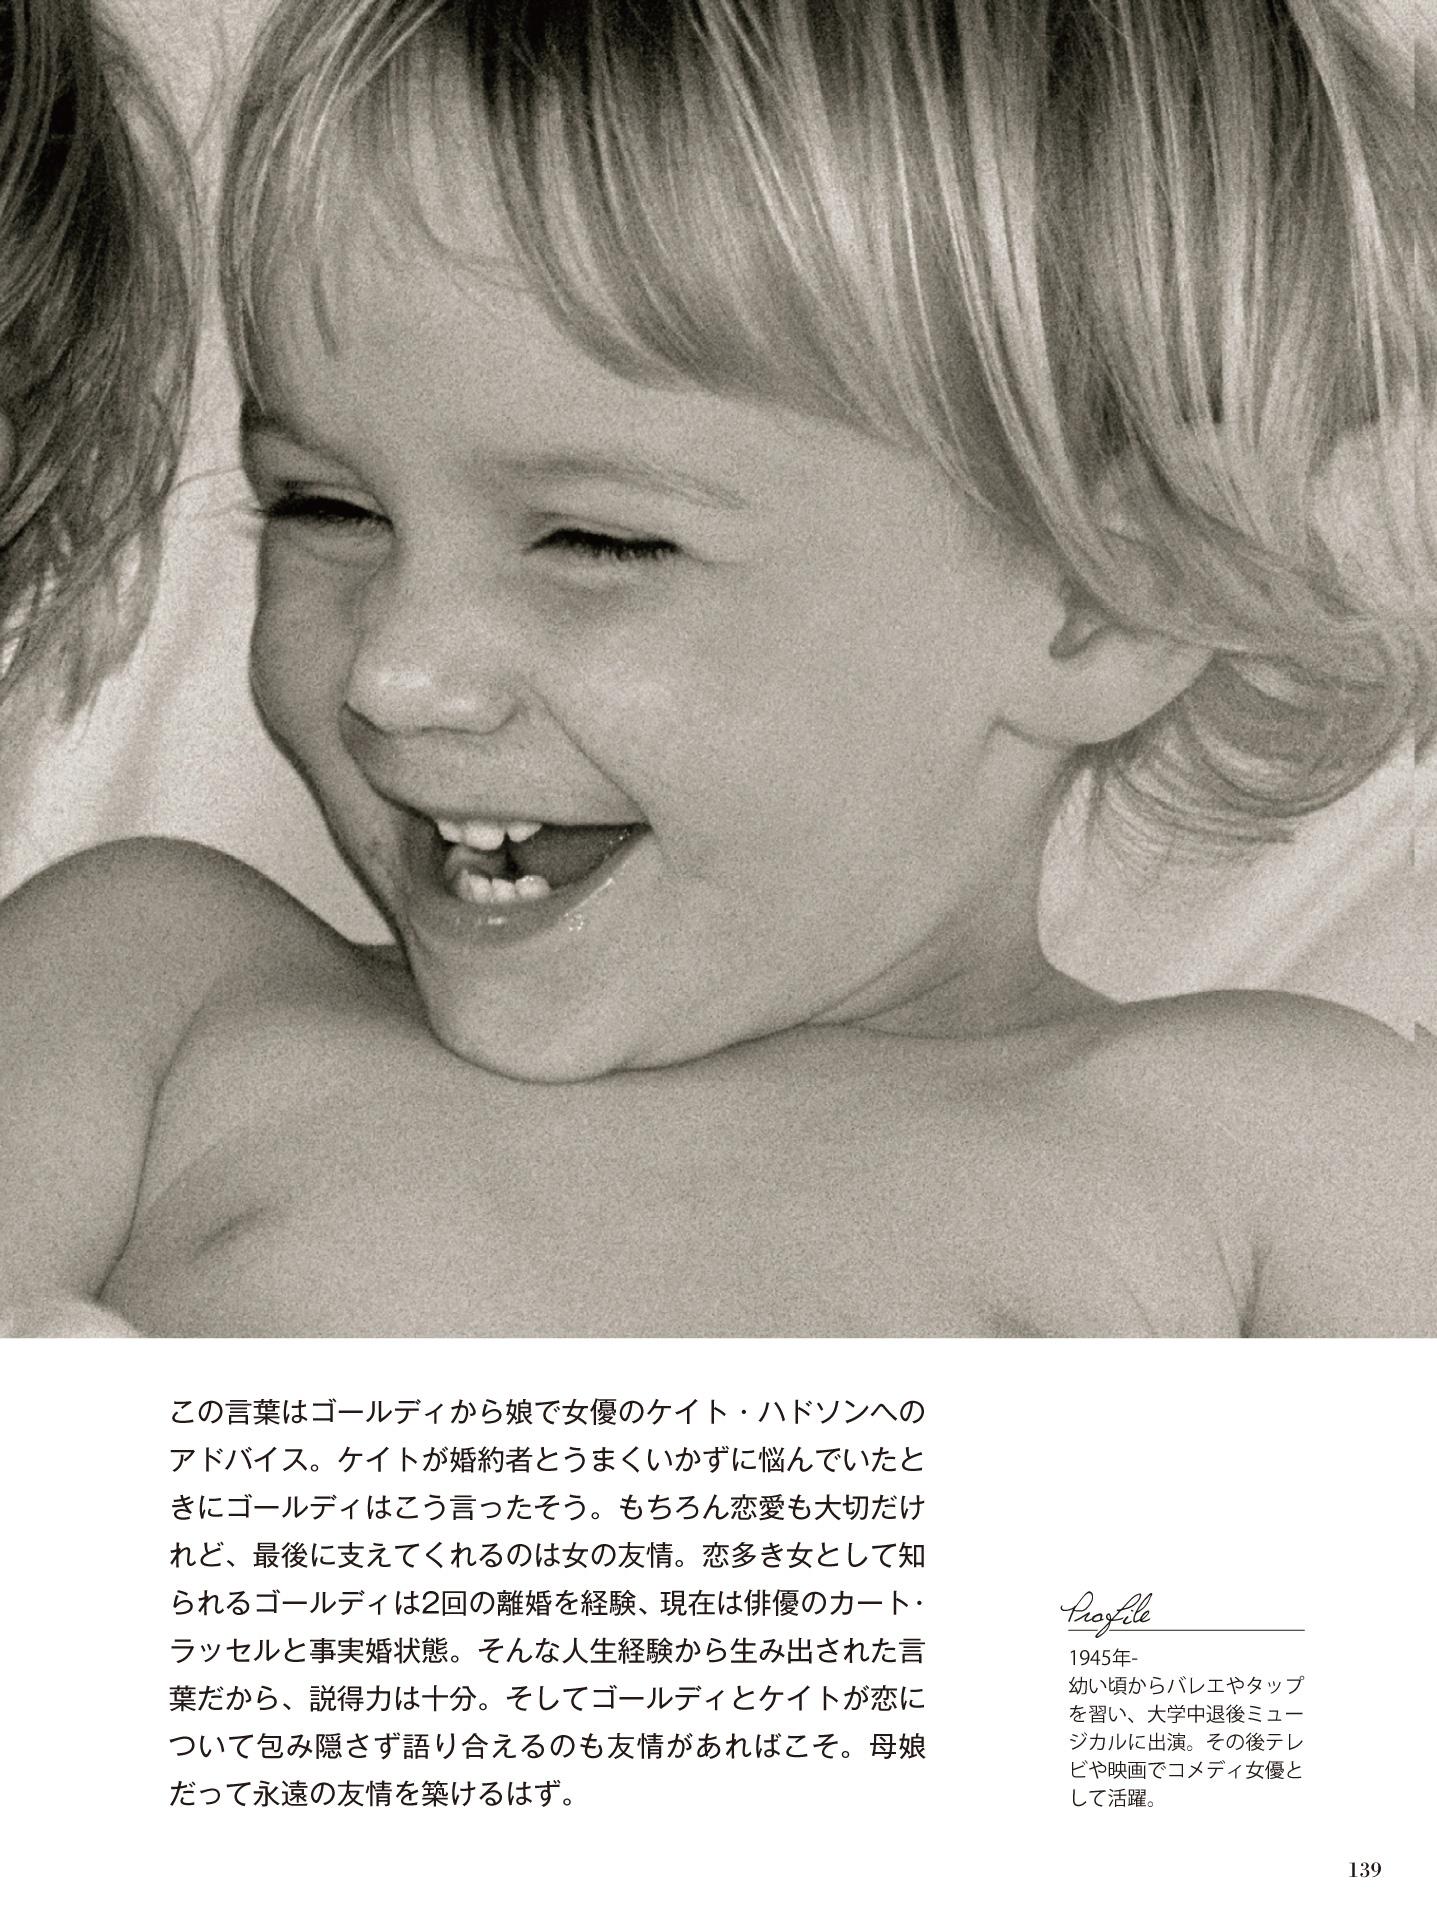 この言葉はゴールディから娘で女優のケイト・ハドソンへの
アドバイス。ケイトが婚約者とうまくいかずに悩んでいたと
きにゴールディはこう言ったそう。もちろん恋愛も大切だけ
れど、最後に支えてくれるのは女の友情。恋多き女として知
られるゴールディは2回の離婚を経験、現在は俳優のカート・
ラッセルと事実婚状態。そんな人生経験から生み出された言
葉だから、説得力は十分。そしてゴールディとケイトが恋に
ついて包み隠さず語り合えるのも友情があればこそ。母娘
だって永遠の友情を築けるはず。
Profile
1945年-
幼い頃からバレエやタップ
を習い、大学中退後ミュー
ジカルに出演。その後テレ
ビや映画でコメディ女優と
して活躍。
139